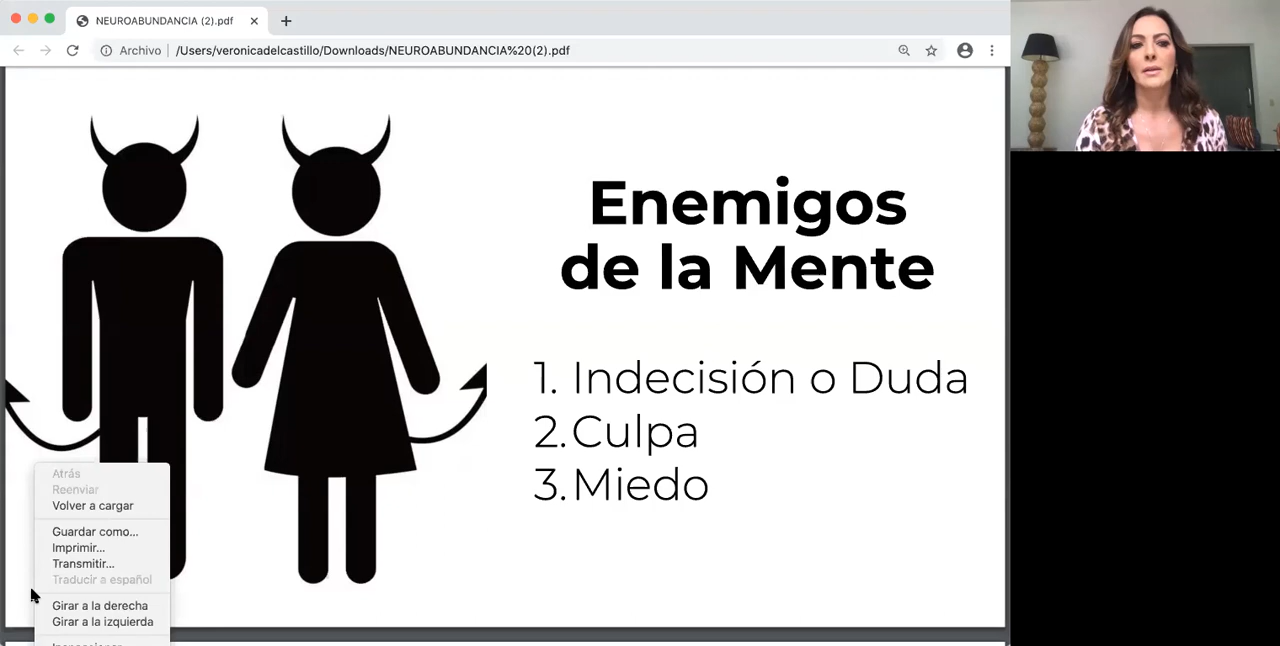 NEUROABUNDANCIA (2).pdf
Archivo
/Users/veronicadelcastillo/Downloads/NEUROABUNDANCIA%20(2).pdf
Enemigos
de la Mente
1. Indecisión o Duda
2. Culpa
3. Miedo
Atrás
Reenviar
Volver a cargar
Guardar como...
Imprimir...
Transmitir...
Traducir a español
Girar a la derecha
Girar a la izquierda